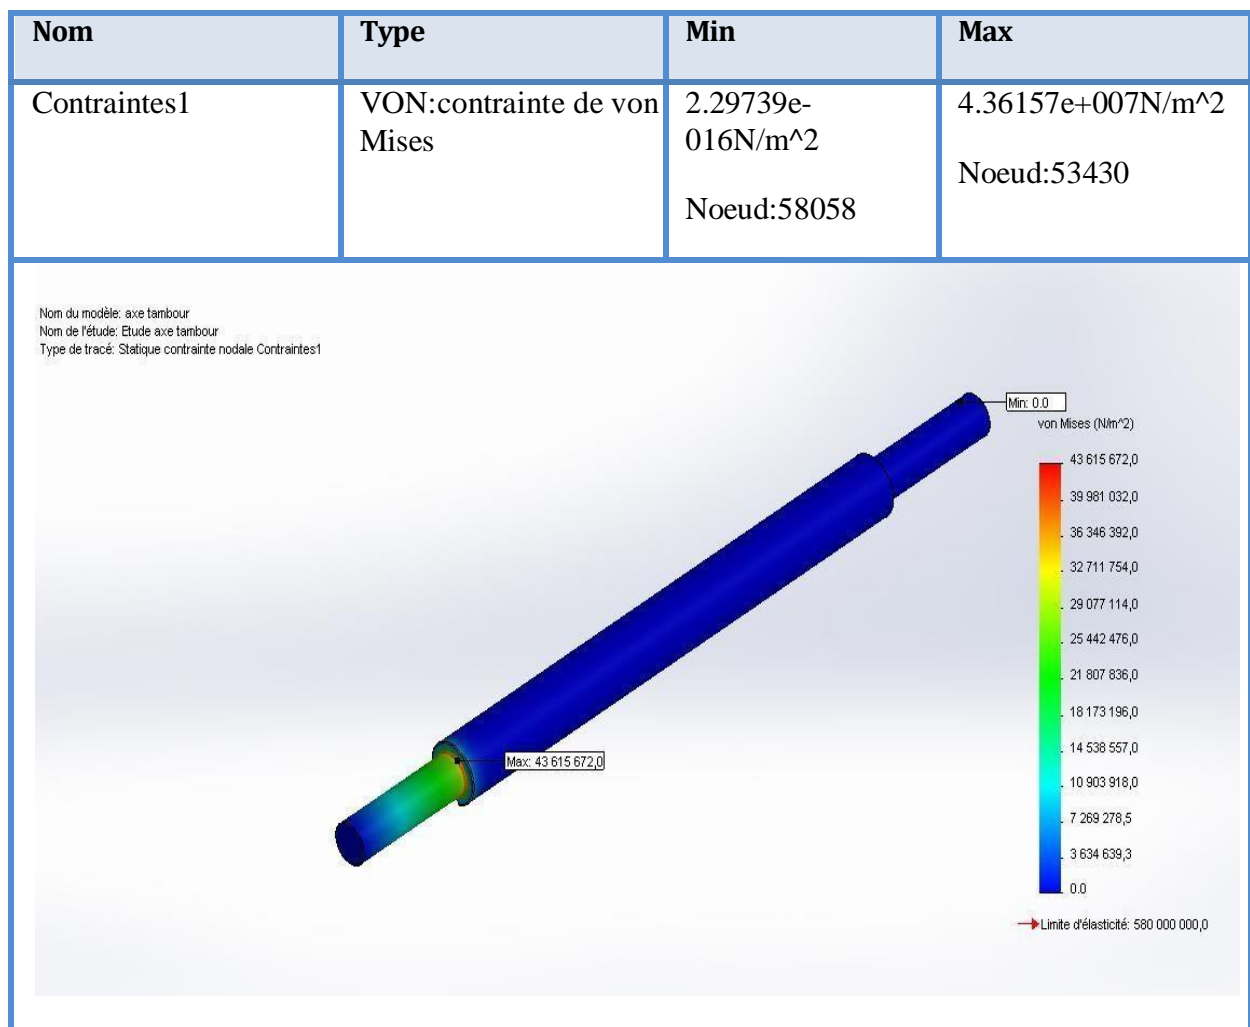 Nom Type Min Max
Contraintes1 VON:contrainte de von 2.29739e- 4.36157e+007N/m^2
Mises 016N/m^2
Noeud:53430
Noeud:58058
Nom du modèle: axe tambour
Nom de l'étude: Etude axe tambour
Type de tracé: Statique contrainte nodale Contraintes1
Min: 0.0
von Mises (N/m^2)
43 615 672,0
39 981 032,0
36 346 392,0
32 711 754,0
29 077 114,0
25 442 476,0
21 807 836,0
18 173 196,0
14 538 557,0
Max: 43 615 672,0
10 903 918,0
7 269 278,5
3 634 639,3
0.0
Limite d'élasticité: 580 000 000,0